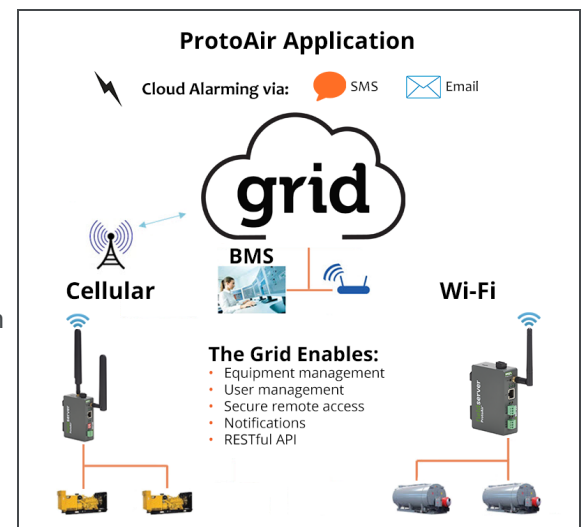 ProtoAir Application
Cloud Alarming via: SMS Email
grid
BMS
Cellular
Wi-Fi
The Grid Enables:
• Equipment management
• User management
• Secure remote access
• Notifications
• RESTful API
server